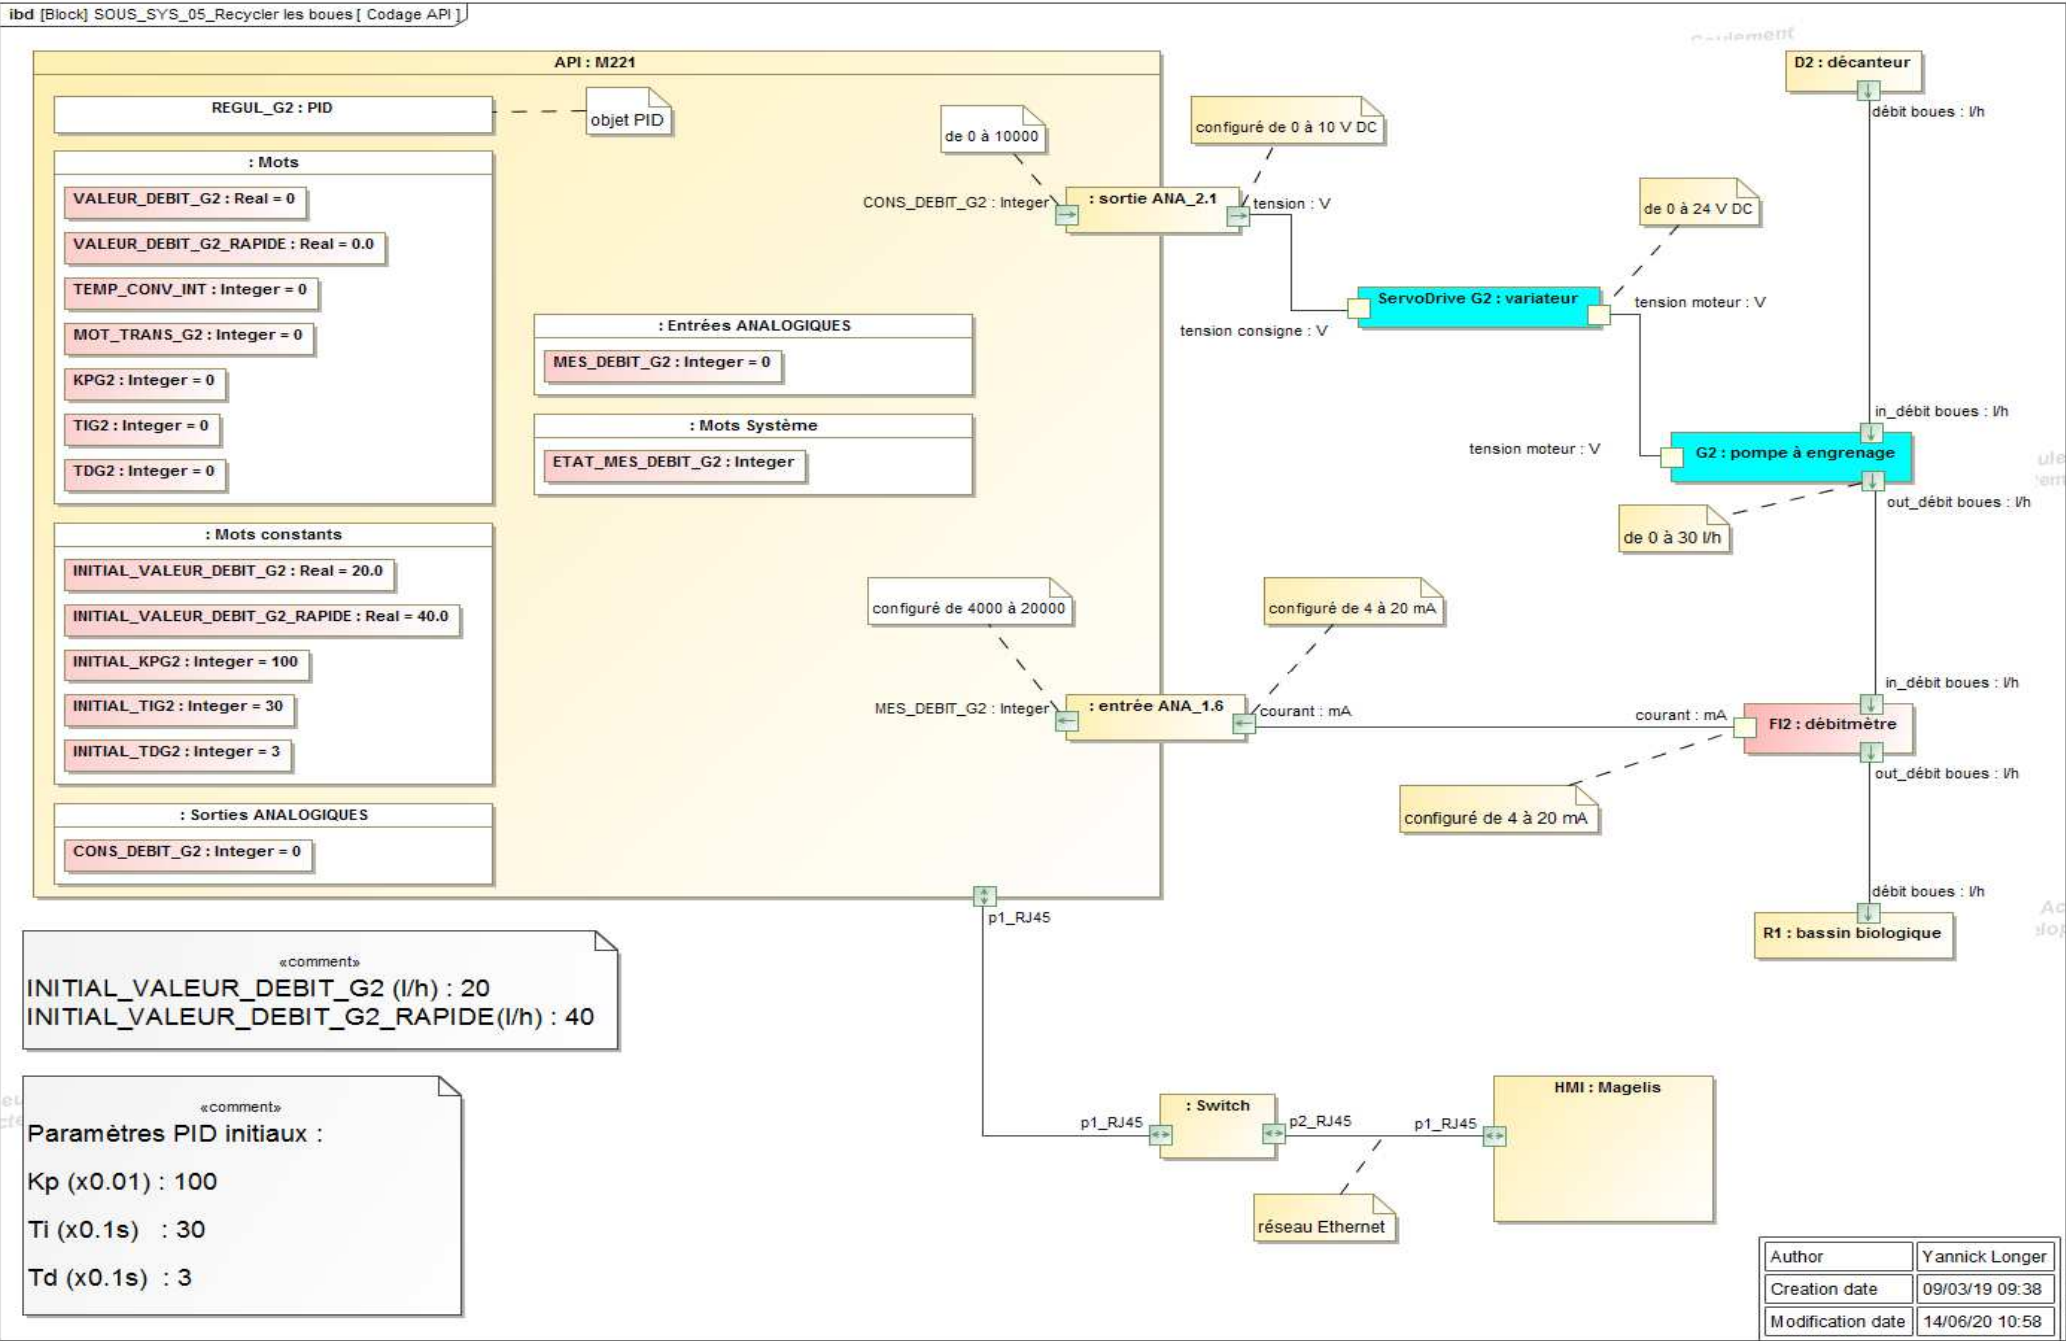 ibd [Block] SOUS_SYS_05_Recycler les boues [ Codage API ]
API : M221
REGUL_G2 : PID
objet PID
: Mots
VALEUR_DEBIT_G2 : Real = 0
VALEUR_DEBIT_G2_RAPIDE : Real = 0.0
TEMP_CONV_INT : Integer = 0
MOT_TRANS_G2 : Integer = 0
KPG2 : Integer = 0
TIG2 : Integer = 0
TDG2 : Integer = 0
: Mots constants
INITIAL_VALEUR_DEBIT_G2 : Real = 20.0
INITIAL_VALEUR_DEBIT_G2_RAPIDE : Real = 40.0
INITIAL_KPG2 : Integer = 100
INITIAL_TIG2 : Integer = 30
INITIAL_TDG2 : Integer = 3
: Sorties ANALOGIQUES
CONS_DEBIT_G2 : Integer = 0
: Entrées ANALOGIQUES
MES_DEBIT_G2 : Integer = 0
: Mots Système
ETAT_MES_DEBIT_G2 : Integer
de 0 à 10000
configuré de 0 à 10 V DC
CONS_DEBIT_G2 : Integer
: sortie ANA_2.1
tension : V
de 0 à 24 V DC
ServoDrive G2 : variateur
tension consigne : V
tension moteur : V
D2 : décanteur
débit boues : l/h
in_débit boues : l/h
tension moteur : V
G2 : pompe à engrenage
out_débit boues : l/h
de 0 à 30 l/h
configuré de 4000 à 20000
configuré de 4 à 20 mA
MES_DEBIT_G2 : Integer
: entrée ANA_1.6
courant : mA
courant : mA
in_débit boues : l/h
FI2 : débitmètre
out_débit boues : l/h
configuré de 4 à 20 mA
débit boues : l/h
R1 : bassin biologique
p1_RJ45
«comment»
INITIAL_VALEUR_DEBIT_G2 (l/h) : 20
INITIAL_VALEUR_DEBIT_G2_RAPIDE(l/h) : 40
«comment»
Paramètres PID initiaux :
Kp (x0.01) : 100
Ti (x0.1s) : 30
Td (x0.1s) : 3
p1_RJ45
: Switch
p2_RJ45
p1_RJ45
HMI : Magelis
réseau Ethernet
Author Yannick Longer
Creation date 09/03/19 09:38
Modification date 14/06/20 10:58